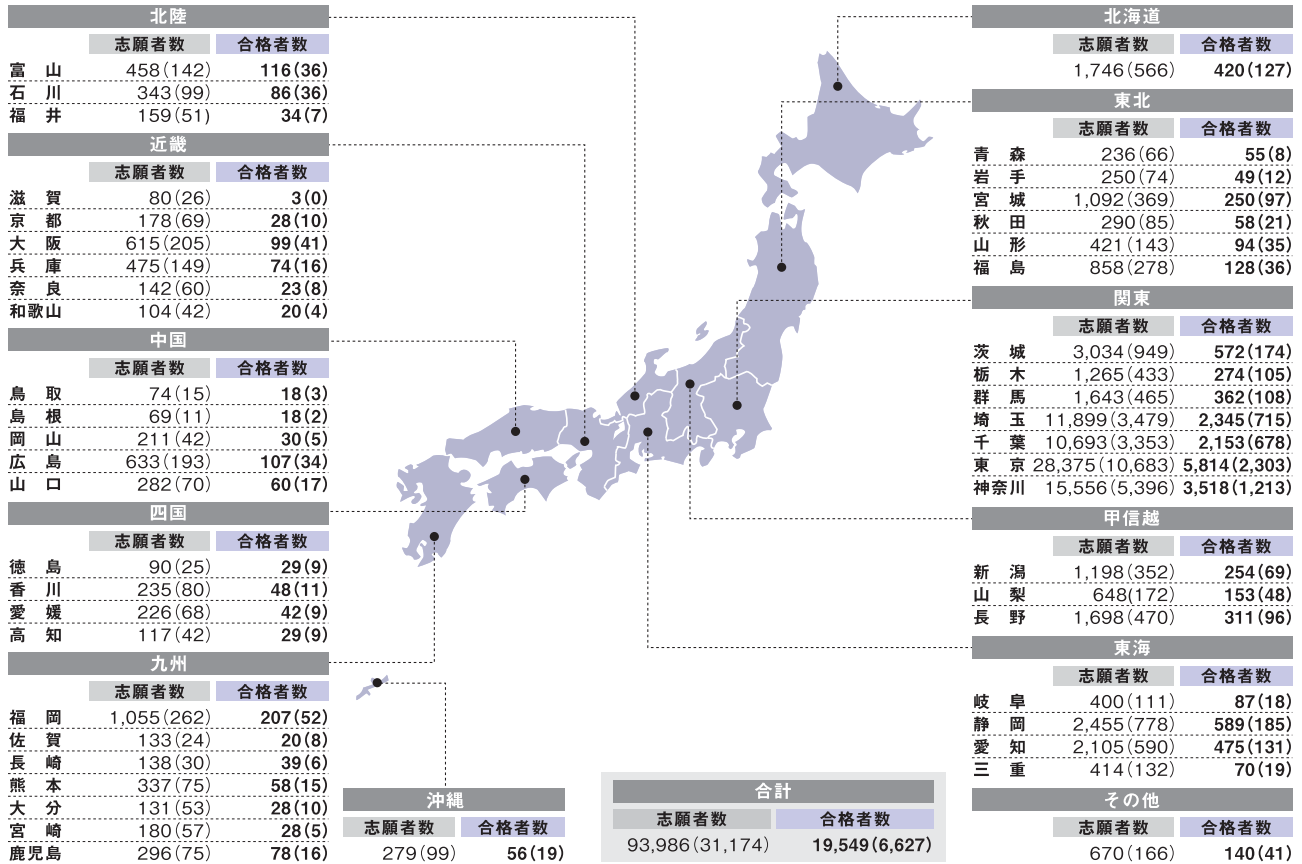 北陸
志願者数 合格者数
富山 458(142) 116(36)
石川 343(99) 86(36)
福井 159(51) 34(7)
近畿
志願者数 合格者数
滋賀 80(26) 3(0)
京都 178(69) 28(10)
大阪 615(205) 99(41)
兵庫 475(149) 74(16)
奈良 142(60) 23(8)
和歌山 104(42) 20(4)
中国
志願者数 合格者数
鳥取 74(15) 18(3)
島根 69(11) 18(2)
岡山 211(42) 30(5)
広島 633(193) 107(34)
山口 282(70) 60(17)
四国
志願者数 合格者数
徳島 90(25) 29(9)
香川 235(80) 48(11)
愛媛 226(68) 42(9)
高知 117(42) 29(9)
九州
志願者数 合格者数
福岡 1,055(262) 207(52)
佐賀 133(24) 20(8)
長崎 138(30) 39(6)
熊本 337(75) 58(15)
大分 131(53) 28(10)
宮崎 180(57) 28(5)
鹿児島 296(75) 78(16)
沖縄
志願者数 合格者数
279(99) 56(19)
合計
志願者数 合格者数
93,986(31,174) 19,549(6,627)
北海道
志願者数 合格者数
1,746(566) 420(127)
東北
志願者数 合格者数
青森 236(66) 55(8)
岩手 250(74) 49(12)
宮城 1,092(369) 250(97)
秋田 290(85) 58(21)
山形 421(143) 94(35)
福島 858(278) 128(36)
関東
志願者数 合格者数
茨城 3,034(949) 572(174)
栃木 1,265(433) 274(105)
群馬 1,643(465) 362(108)
埼玉 11,899(3,479) 2,345(715)
千葉 10,693(3,353) 2,153(678)
東京 28,375(10,683) 5,814(2,303)
神奈川 15,556(5,396) 3,518(1,213)
甲信越
志願者数 合格者数
新潟 1,198(352) 254(69)
山梨 648(172) 153(48)
長野 1,698(470) 311(96)
東海
志願者数 合格者数
岐阜 400(111) 87(18)
静岡 2,455(778) 589(185)
愛知 2,105(590) 475(131)
三重 414(132) 70(19)
その他
志願者数 合格者数
670(166) 140(41)